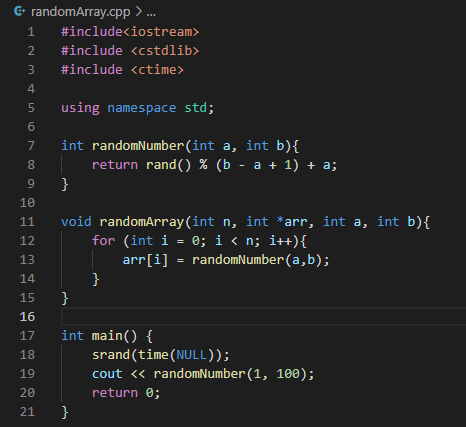 randomArray.cpp > ...
1 #include<iostream>
2 #include <cstdlib>
3 #include <ctime>
4
5 using namespace std;
6
7 int randomNumber(int a, int b){
8     return rand() % (b - a + 1) + a;
9 }
10
11 void randomArray(int n, int *arr, int a, int b){
12     for (int i = 0; i < n; i++){
13         arr[i] = randomNumber(a,b);
14     }
15 }
16
17 int main() {
18     srand(time(NULL));
19     cout << randomNumber(1, 100);
20     return 0;
21 }